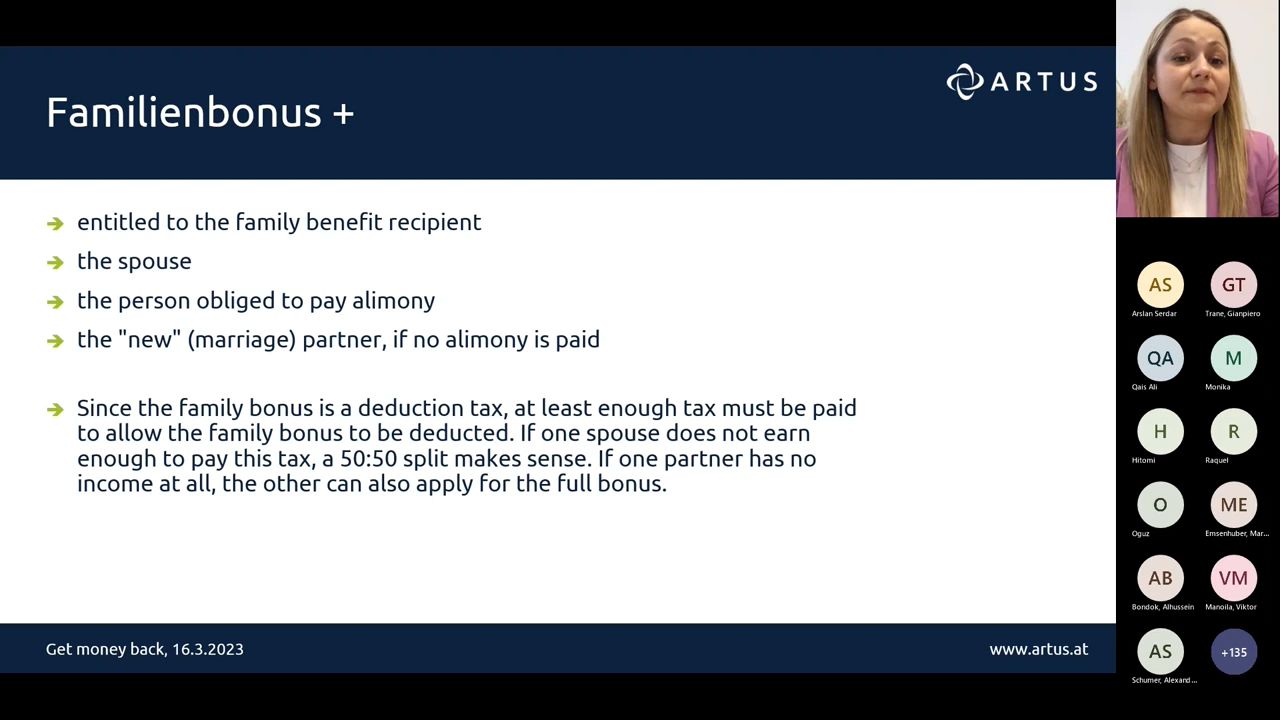 Familienbonus +
ARTUS
entitled to the family benefit recipient
the spouse
the person obliged to pay alimony
the "new" (marriage) partner, if no alimony is paid
Since the family bonus is a deduction tax, at least enough tax must be paid
to allow the family bonus to be deducted. If one spouse does not earn
enough to pay this tax, a 50:50 split makes sense. If one partner has no
income at all, the other can also apply for the full bonus.
Get money back, 16.3.2023
www.artus.at
AS
Arslan Serdar
GT
Trane, Gianpiero
QA
Qais Ali
M
Monika
H
Hitomi
R
Raquel
O
Oguz
ME
Emsenhuber, Mar...
AB
Bondok, Alhussein
VM
Manoila, Viktor
AS
Schumer, Alexand...
+135